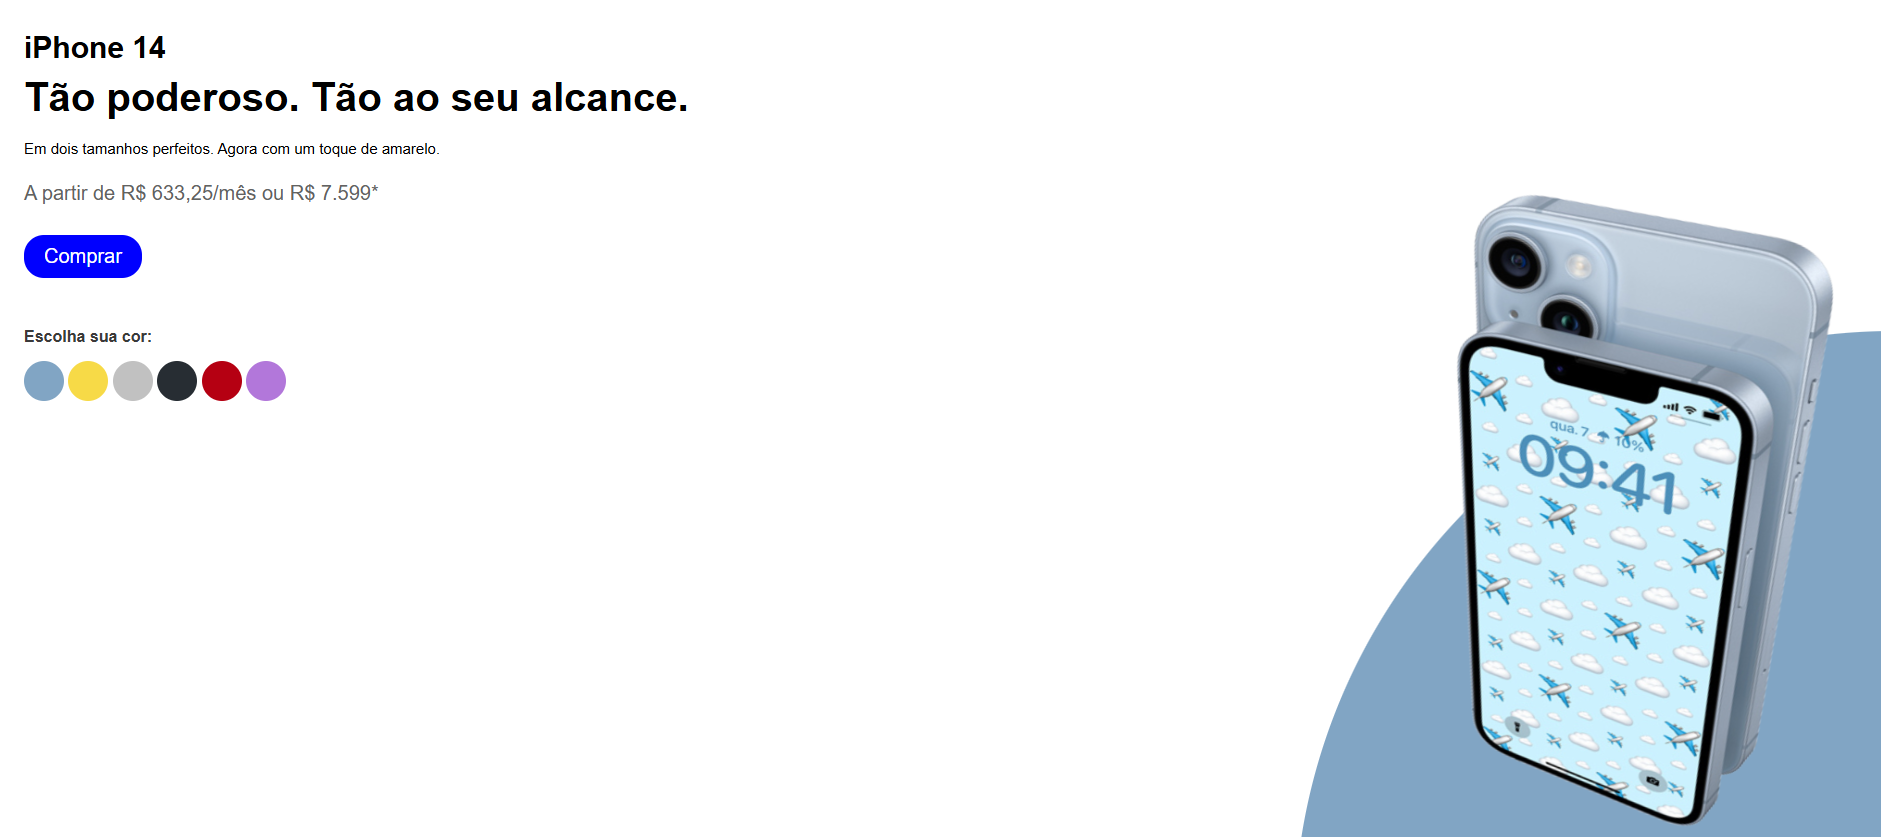 iPhone 14
Tão poderoso. Tão ao seu alcance.
Em dois tamanhos perfeitos. Agora com um toque de amarelo.
A partir de R$ 633,25/mês ou R$ 7.599*
Comprar
Escolha sua cor:
qua. 7 10%
09:41